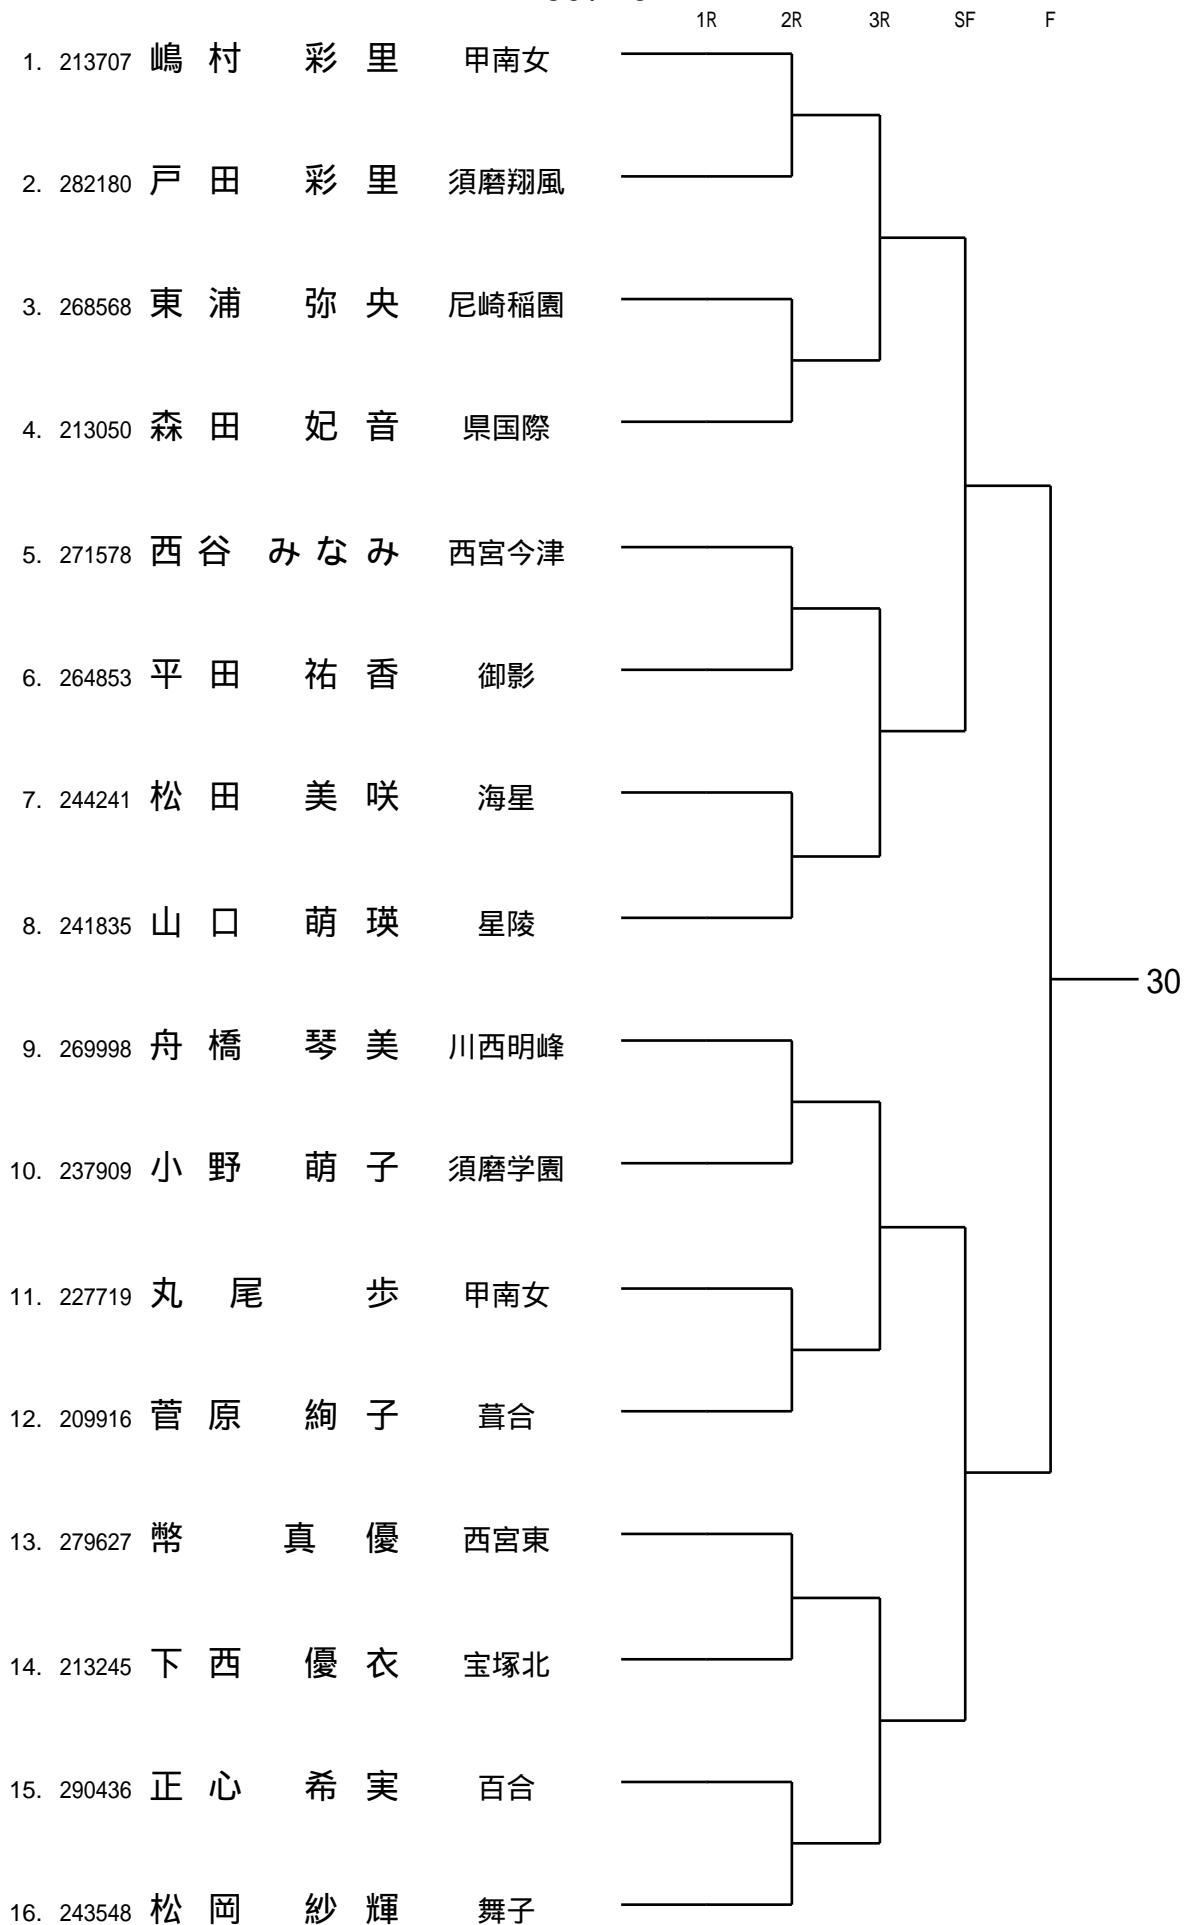 1R 2R 3R SF F
1. 213707 嶋村 彩里 甲南女
2. 282180 戸田 彩里 須磨翔風
3. 268568 東浦 弥央 尼崎稲園
4. 213050 森田 妃音 県国際
5. 271578 西谷 みなみ 西宮今津
6. 264853 平田 祐香 御影
7. 244241 松田 美咲 海星
8. 241835 山口 萌瑛 星陵
30
9. 269998 舟橋 琴美 川西明峰
10. 237909 小野 萌子 須磨学園
11. 227719 丸尾 歩 甲南女
12. 209916 菅原 絢子 葺合
13. 279627 幣 真優 西宮東
14. 213245 下西 優衣 宝塚北
15. 290436 正心 希実 百合
16. 243548 松岡 紗輝 舞子